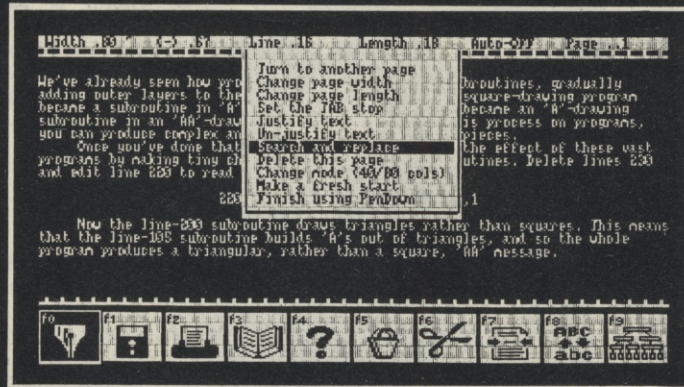 Width .80 (-) .67 Line .16 Length .18 Auto-Off Page ..1
We've already seen how pro
broutines, gradually
adding outer layers to the
square-drawing program
became a subroutine in 'A'
became an 'A'-drawing
subroutine in an 'AA'-draw
is process on programs,
you can produce complex an
pieces.
Once you've done that
the effect of these vast
programs by making tiny ch
utines. Delete lines 230
and edit line 220 to read
220
,1
Turn to another page
Change page width
Change page length
Set the TAB stop
Justify text
Un-justify text
Search and replace
Delete this page
Change mode (40/80 cols)
Make a fresh start
Finish using PenDown
Now the line-200 subroutine draws triangles rather than squares. This means
that the line-105 subroutine builds 'A's out of triangles, and so the whole
program produces a triangular, rather than a square, 'AA' message.
f0 f1 f2 f3 f4 f5 f6 f7 f8 f9
?
ABC
abc